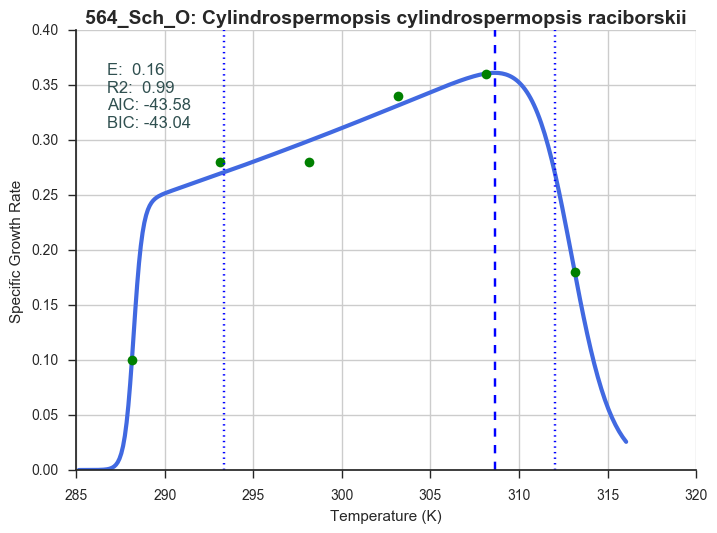 564_Sch_O: Cylindrospermopsis cylindrospermopsis raciborskii
E:  0.16
R2:  0.99
AIC: -43.58
BIC: -43.04
0.40
0.35
0.30
0.25
0.20
0.15
0.10
0.05
0.00
Specific Growth Rate
285 290 295 300 305 310 315 320
Temperature (K)